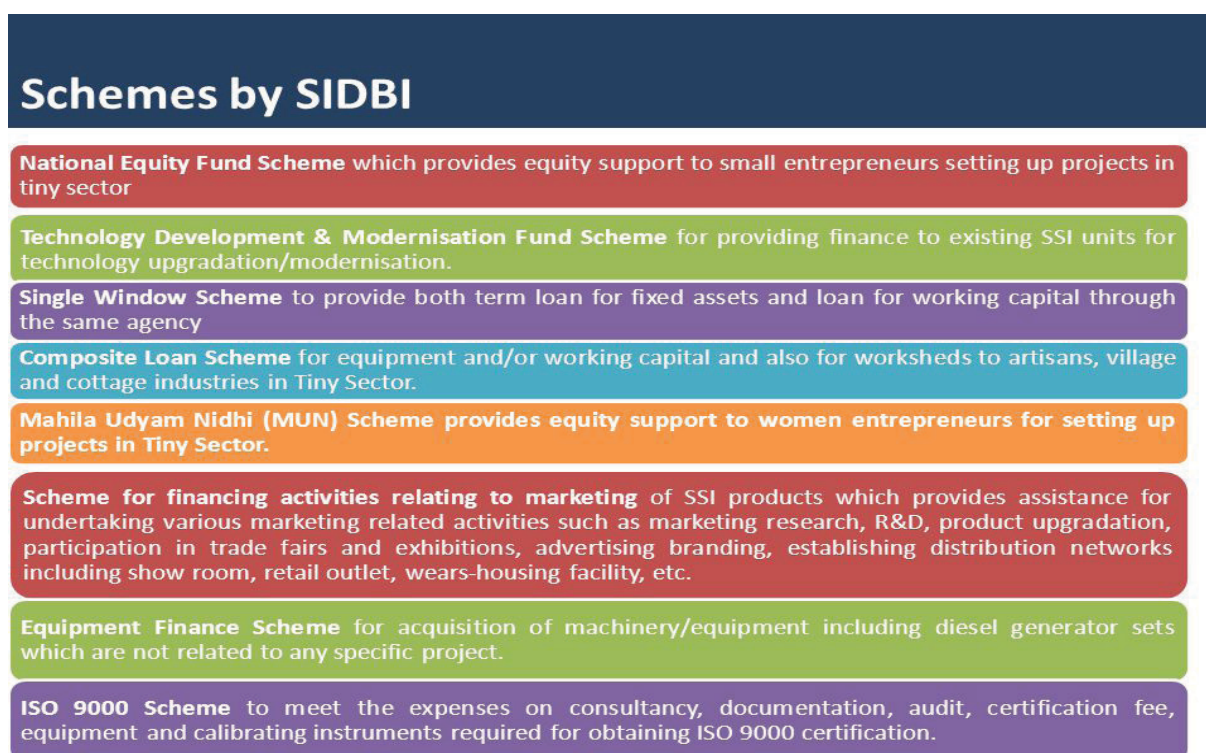 Schemes by SIDBI
National Equity Fund Scheme which provides equity support to small entrepreneurs setting up projects in
tiny sector
Technology Development & Modernisation Fund Scheme for providing finance to existing SSI units for
technology upgradation/modernisation.
Single Window Scheme to provide both term loan for fixed assets and loan for working capital through
the same agency
Composite Loan Scheme for equipment and/or working capital and also for worksheds to artisans, village
and cottage industries in Tiny Sector.
Mahila Udyam Nidhi (MUN) Scheme provides equity support to women entrepreneurs for setting up
projects in Tiny Sector.
Scheme for financing activities relating to marketing of SSI products which provides assistance for
undertaking various marketing related activities such as marketing research, R&D, product upgradation,
participation in trade fairs and exhibitions, advertising branding, establishing distribution networks
including show room, retail outlet, wears-housing facility, etc.
Equipment Finance Scheme for acquisition of machinery/equipment including diesel generator sets
which are not related to any specific project.
ISO 9000 Scheme to meet the expenses on consultancy, documentation, audit, certification fee,
equipment and calibrating instruments required for obtaining ISO 9000 certification.